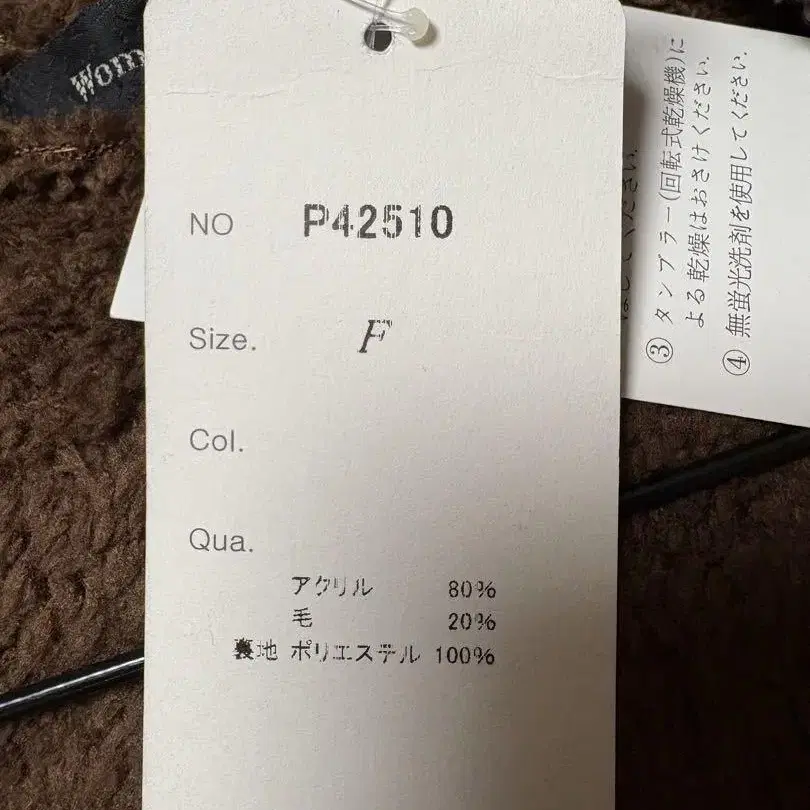 NO P42510
Size. F
Col.
Qua.
アクリル 80%
毛 20%
裏地 ポリエステル 100%
③ タンブラー(回転式乾燥機)に
よる乾燥はおさけください.
④ 無蛍光洗剤を使用してください.